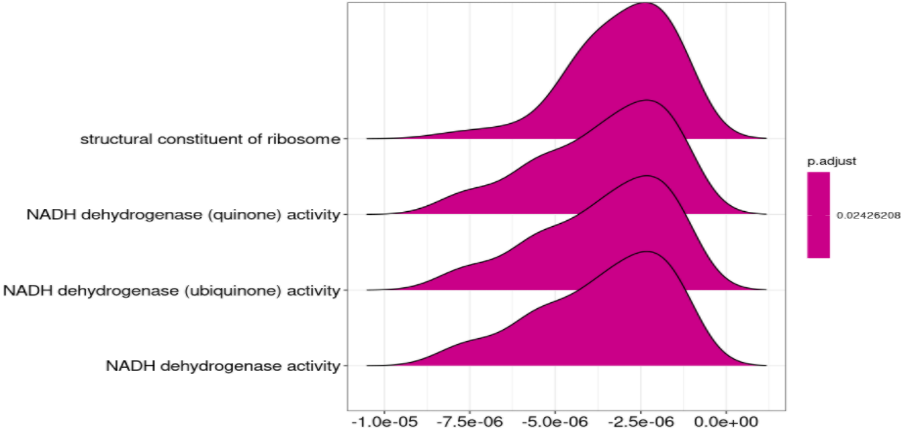 structural constituent of ribosome
NADH dehydrogenase (quinone) activity
NADH dehydrogenase (ubiquinone) activity
NADH dehydrogenase activity
-1.0e-05 -7.5e-06 -5.0e-06 -2.5e-06 0.0e+00
p.adjust
0.02426208